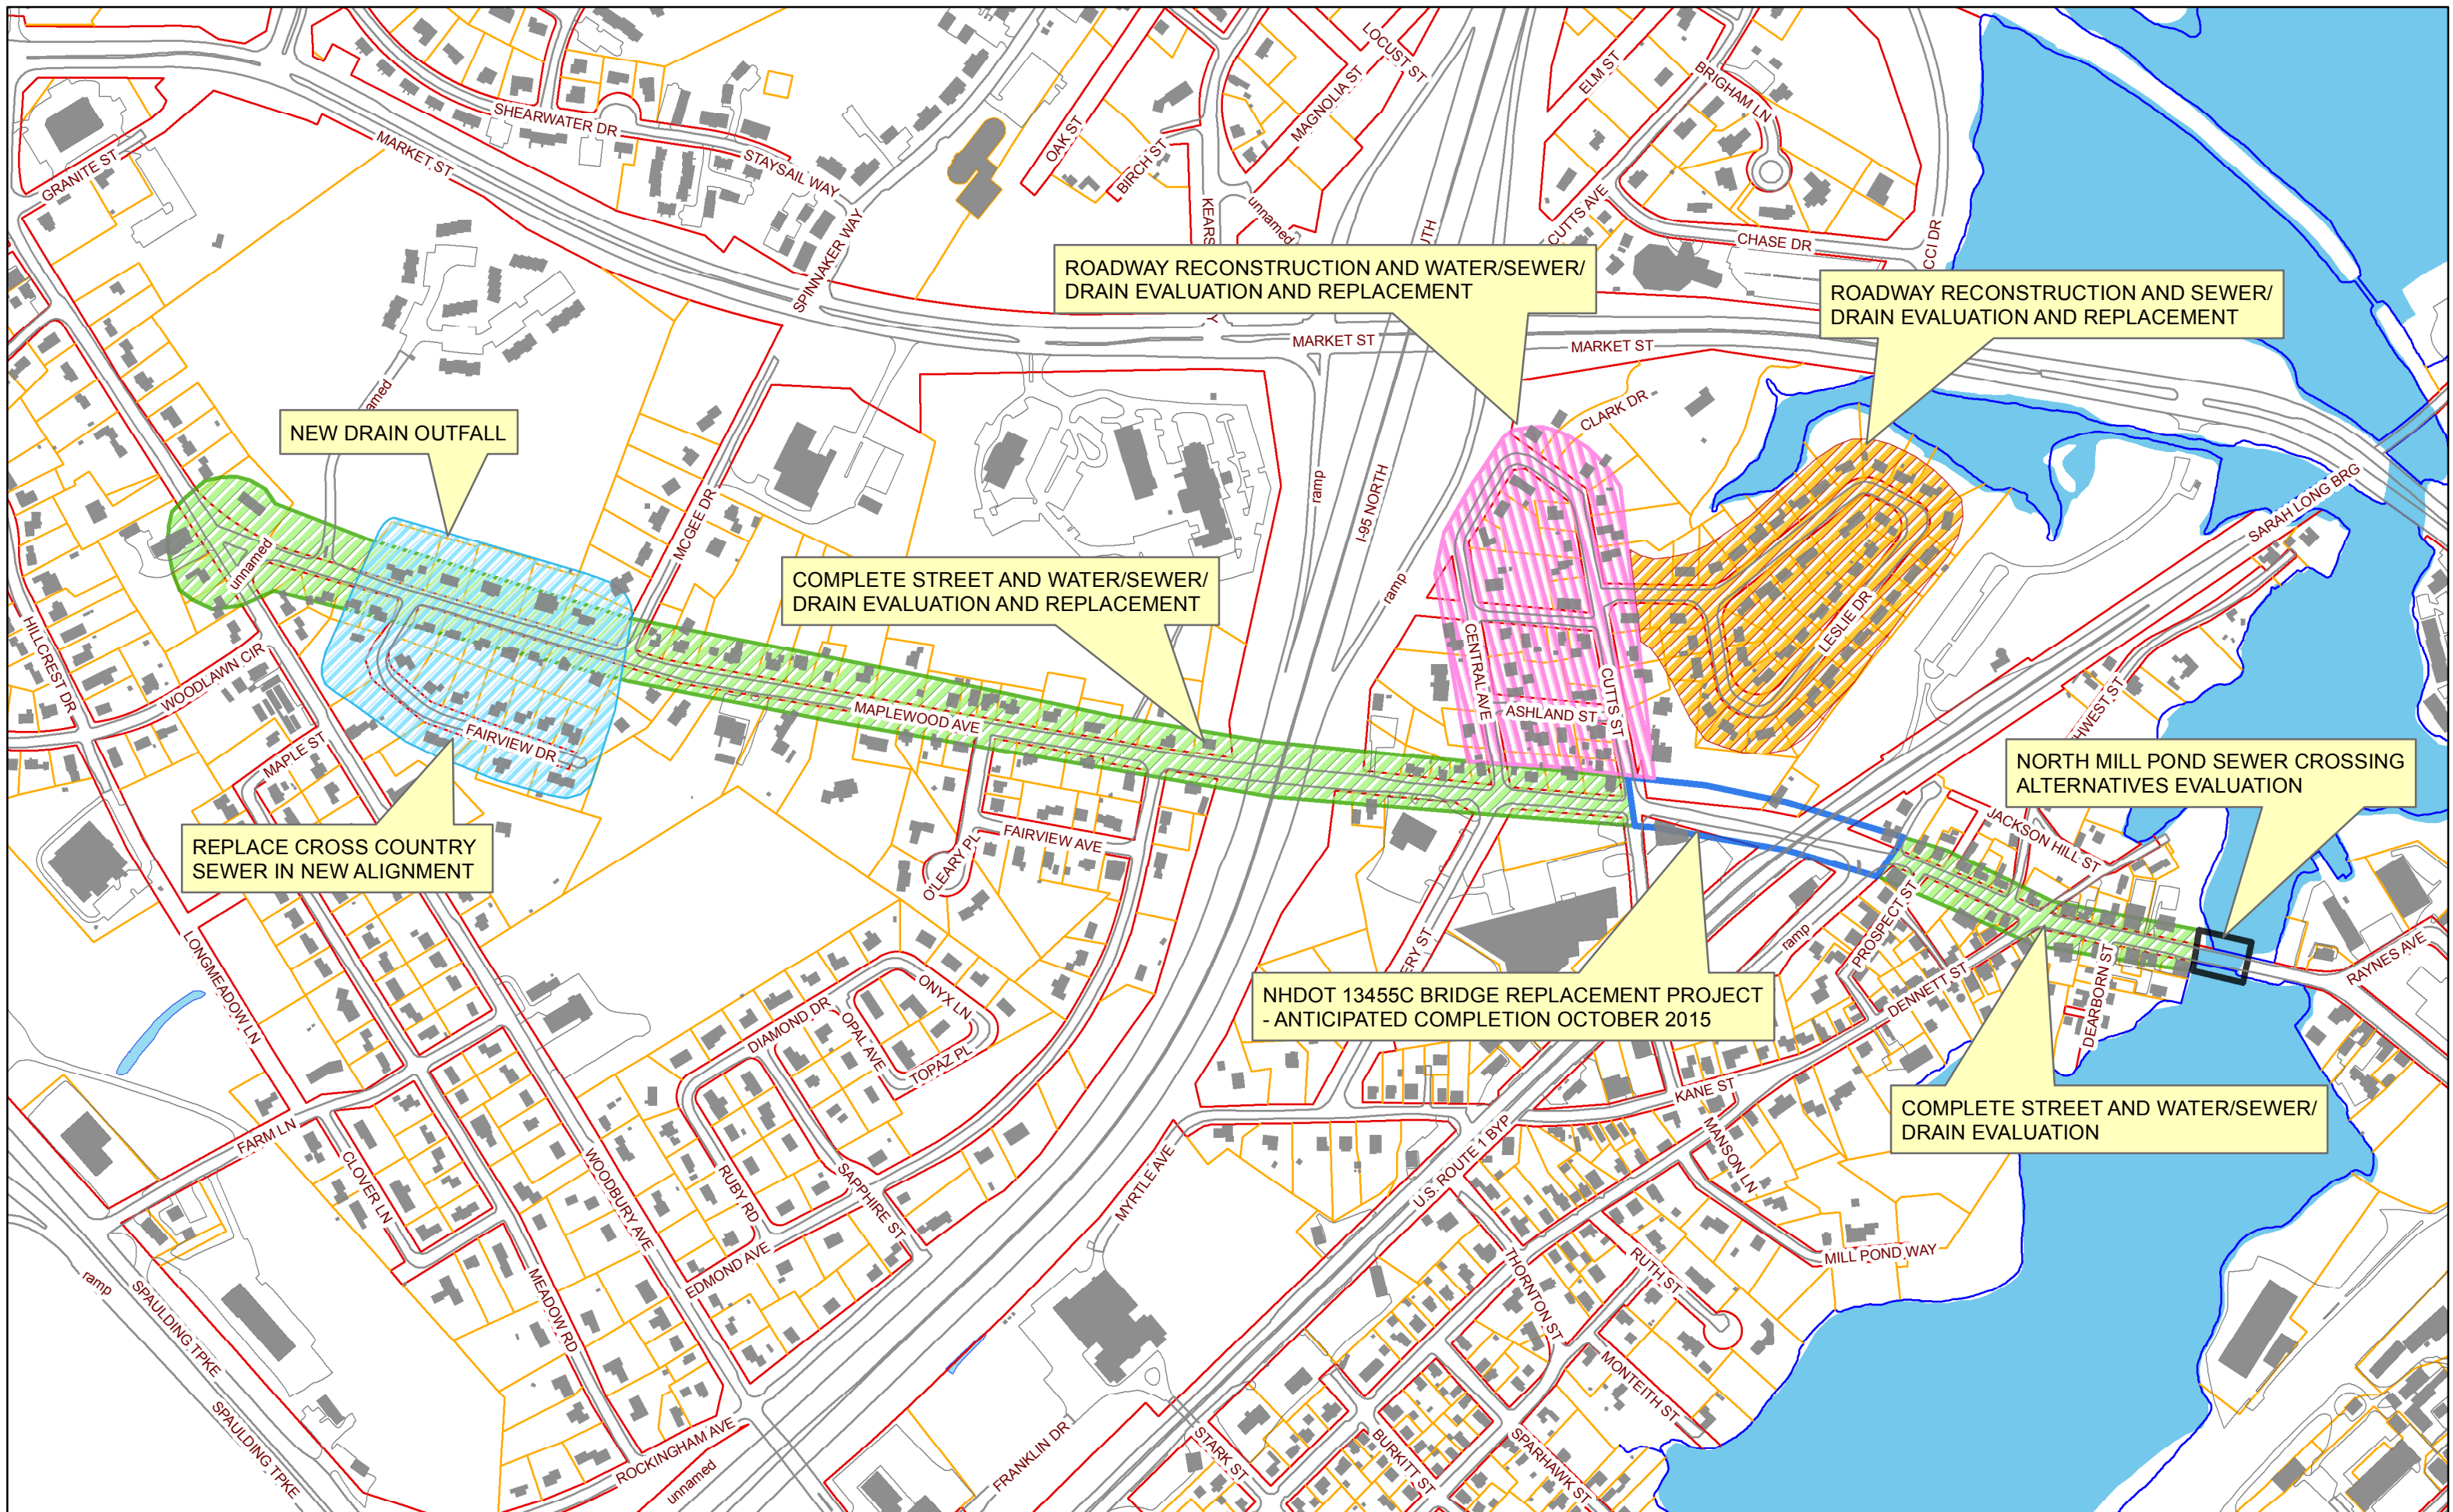 LOCUST ST
ELM ST
BRIGHAM LN
MAGNOLIA ST
OAK ST
BIRCH ST
SHEARWATER DR
MARKET ST
STAYSAIL WAY
GRANITE ST
SPINNAKER WAY
unnamed
CUTTS AVE
CHASE DR
ROADWAY RECONSTRUCTION AND WATER/SEWER/
DRAIN EVALUATION AND REPLACEMENT
ROADWAY RECONSTRUCTION AND SEWER/
DRAIN EVALUATION AND REPLACEMENT
MARKET ST
MARKET ST
CLARK DR
NEW DRAIN OUTFALL
SARAH LONG BRG
ramp
I-95 NORTH
MCGEE DR
unnamed
COMPLETE STREET AND WATER/SEWER/
DRAIN EVALUATION AND REPLACEMENT
ramp
LESLIE DR
HILLCREST DR
WOODLAWN CIR
CENTRAL AVE
CUTTS ST
ASHLAND ST
MAPLEWOOD AVE
FAIRVIEW DR
MAPLE ST
NORTH MILL POND SEWER CROSSING
ALTERNATIVES EVALUATION
REPLACE CROSS COUNTRY
SEWER IN NEW ALIGNMENT
FAIRVIEW AVE
O'LEARY PL
JACKSON HILL ST
PROSPECT ST
ramp
RAYNES AVE
LONGMEADOW LN
NHDOT 13455C BRIDGE REPLACEMENT PROJECT
- ANTICIPATED COMPLETION OCTOBER 2015
DENNETT ST
DEARBORN ST
ONYX LN
DIAMOND DR
OPAL AVE
TOPAZ PL
KANE ST
COMPLETE STREET AND WATER/SEWER/
DRAIN EVALUATION
FARM LN
CLOVER LN
WOODBURY AVE
RUBY RD
SAPPHIRE ST
MYRTLE AVE
U.S. ROUTE 1 BYP
MANSON LN
MILL POND WAY
EDMOND AVE
RUTH ST
THORNTON ST
ramp
SPAULDING TPKE
MEADOW RD
MONTEITH ST
SPAULDING TPKE
ROCKINGHAM AVE
unnamed
FRANKLIN DR
STARK ST
BURKITT ST
SPARHAWK ST